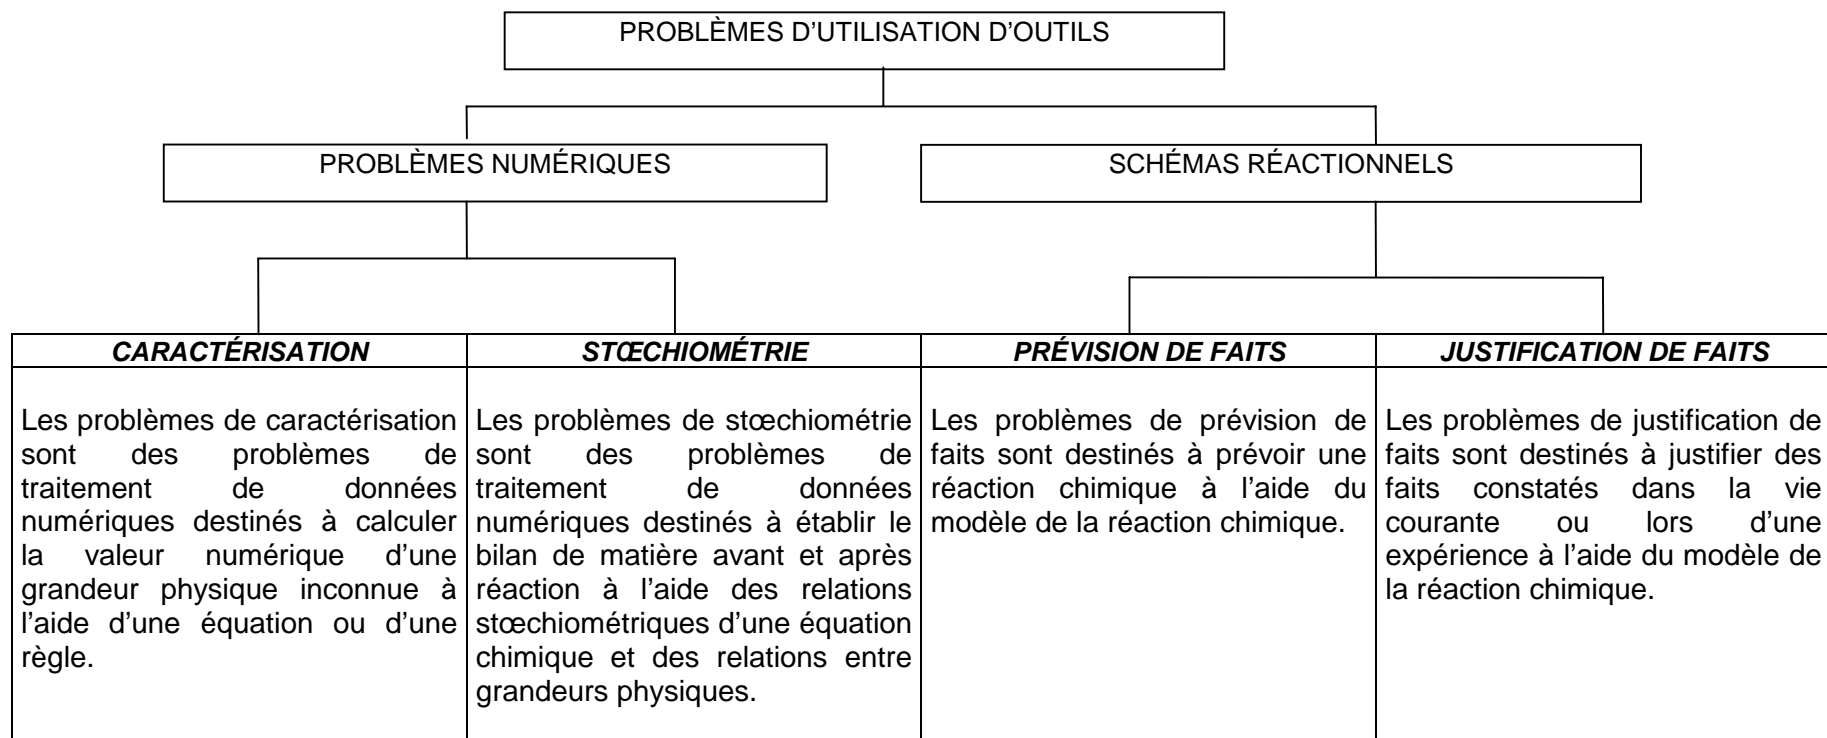 PROBLÈMES D’UTILISATION D’OUTILS
PROBLÈMES NUMÉRIQUES
SCHÉMAS RÉACTIONNELS
CARACTÉRISATION
Les problèmes de caractérisation
sont des problèmes de
traitement de données
numériques destinés à calculer
la valeur numérique d’une
grandeur physique inconnue à
l’aide d’une équation ou d’une
règle.
STŒCHIOMÉTRIE
Les problèmes de stœchiométrie
sont des problèmes de
traitement de données
numériques destinés à établir le
bilan de matière avant et après
réaction à l’aide des relations
stœchiométriques d’une équation
chimique et des relations entre
grandeurs physiques.
PRÉVISION DE FAITS
Les problèmes de prévision de
faits sont destinés à prévoir une
réaction chimique à l’aide du
modèle de la réaction chimique.
JUSTIFICATION DE FAITS
Les problèmes de justification de
faits sont destinés à justifier des
faits constatés dans la vie
courante ou lors d’une
expérience à l’aide du modèle de
la réaction chimique.